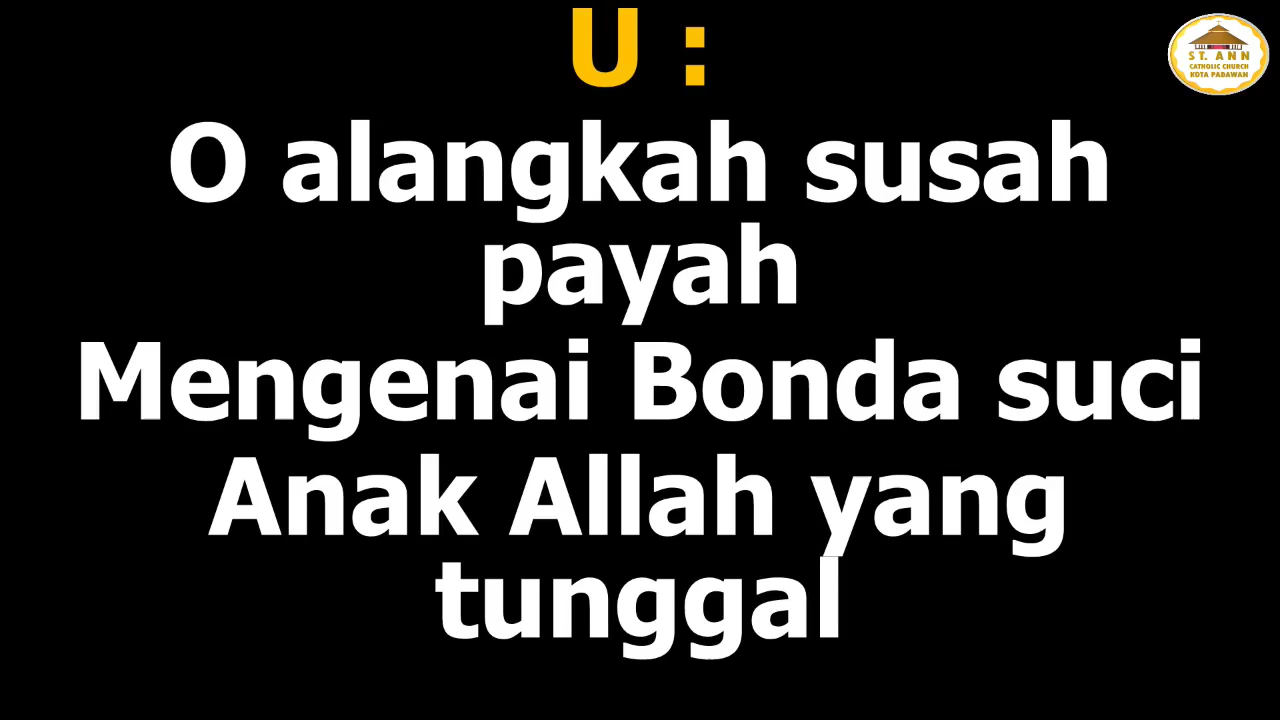 U :
O alangkah susah
payah
Mengenai Bonda suci
Anak Allah yang
tunggal
ST. ANN
CATHOLIC CHURCH
KOTA PADAWAN